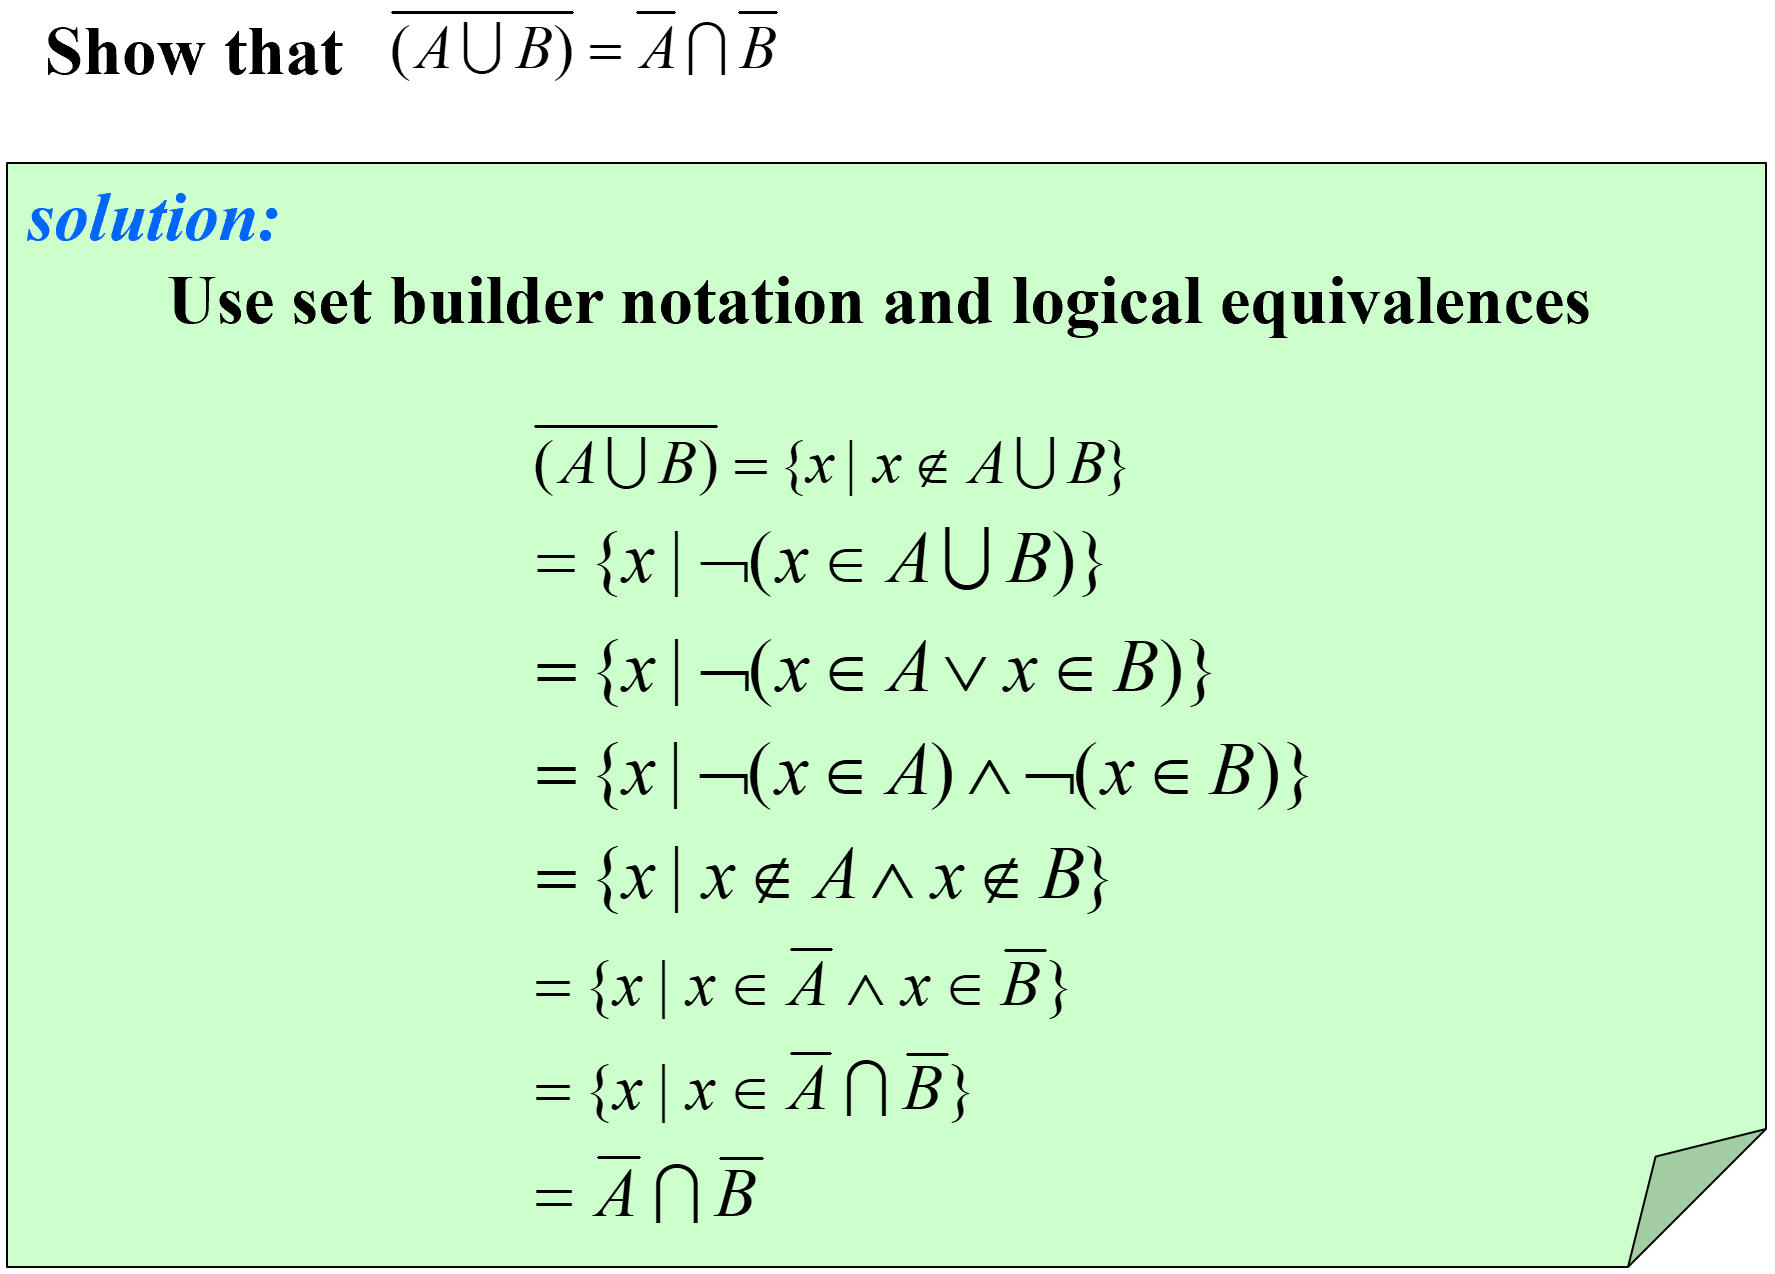 Show that $\overline{(A \bigcup B)} = \overline{A} \bigcap \overline{B}$
solution:
Use set builder notation and logical equivalences
$\overline{(A \bigcup B)} = \{x \mid x \notin A \bigcup B\}$
$= \{x \mid \neg(x \in A \bigcup B)\}$
$= \{x \mid \neg(x \in A \vee x \in B)\}$
$= \{x \mid \neg(x \in A) \wedge \neg(x \in B)\}$
$= \{x \mid x \notin A \wedge x \notin B\}$
$= \{x \mid x \in \overline{A} \wedge x \in \overline{B}\}$
$= \{x \mid x \in \overline{A} \bigcap \overline{B}\}$
$= \overline{A} \bigcap \overline{B}$